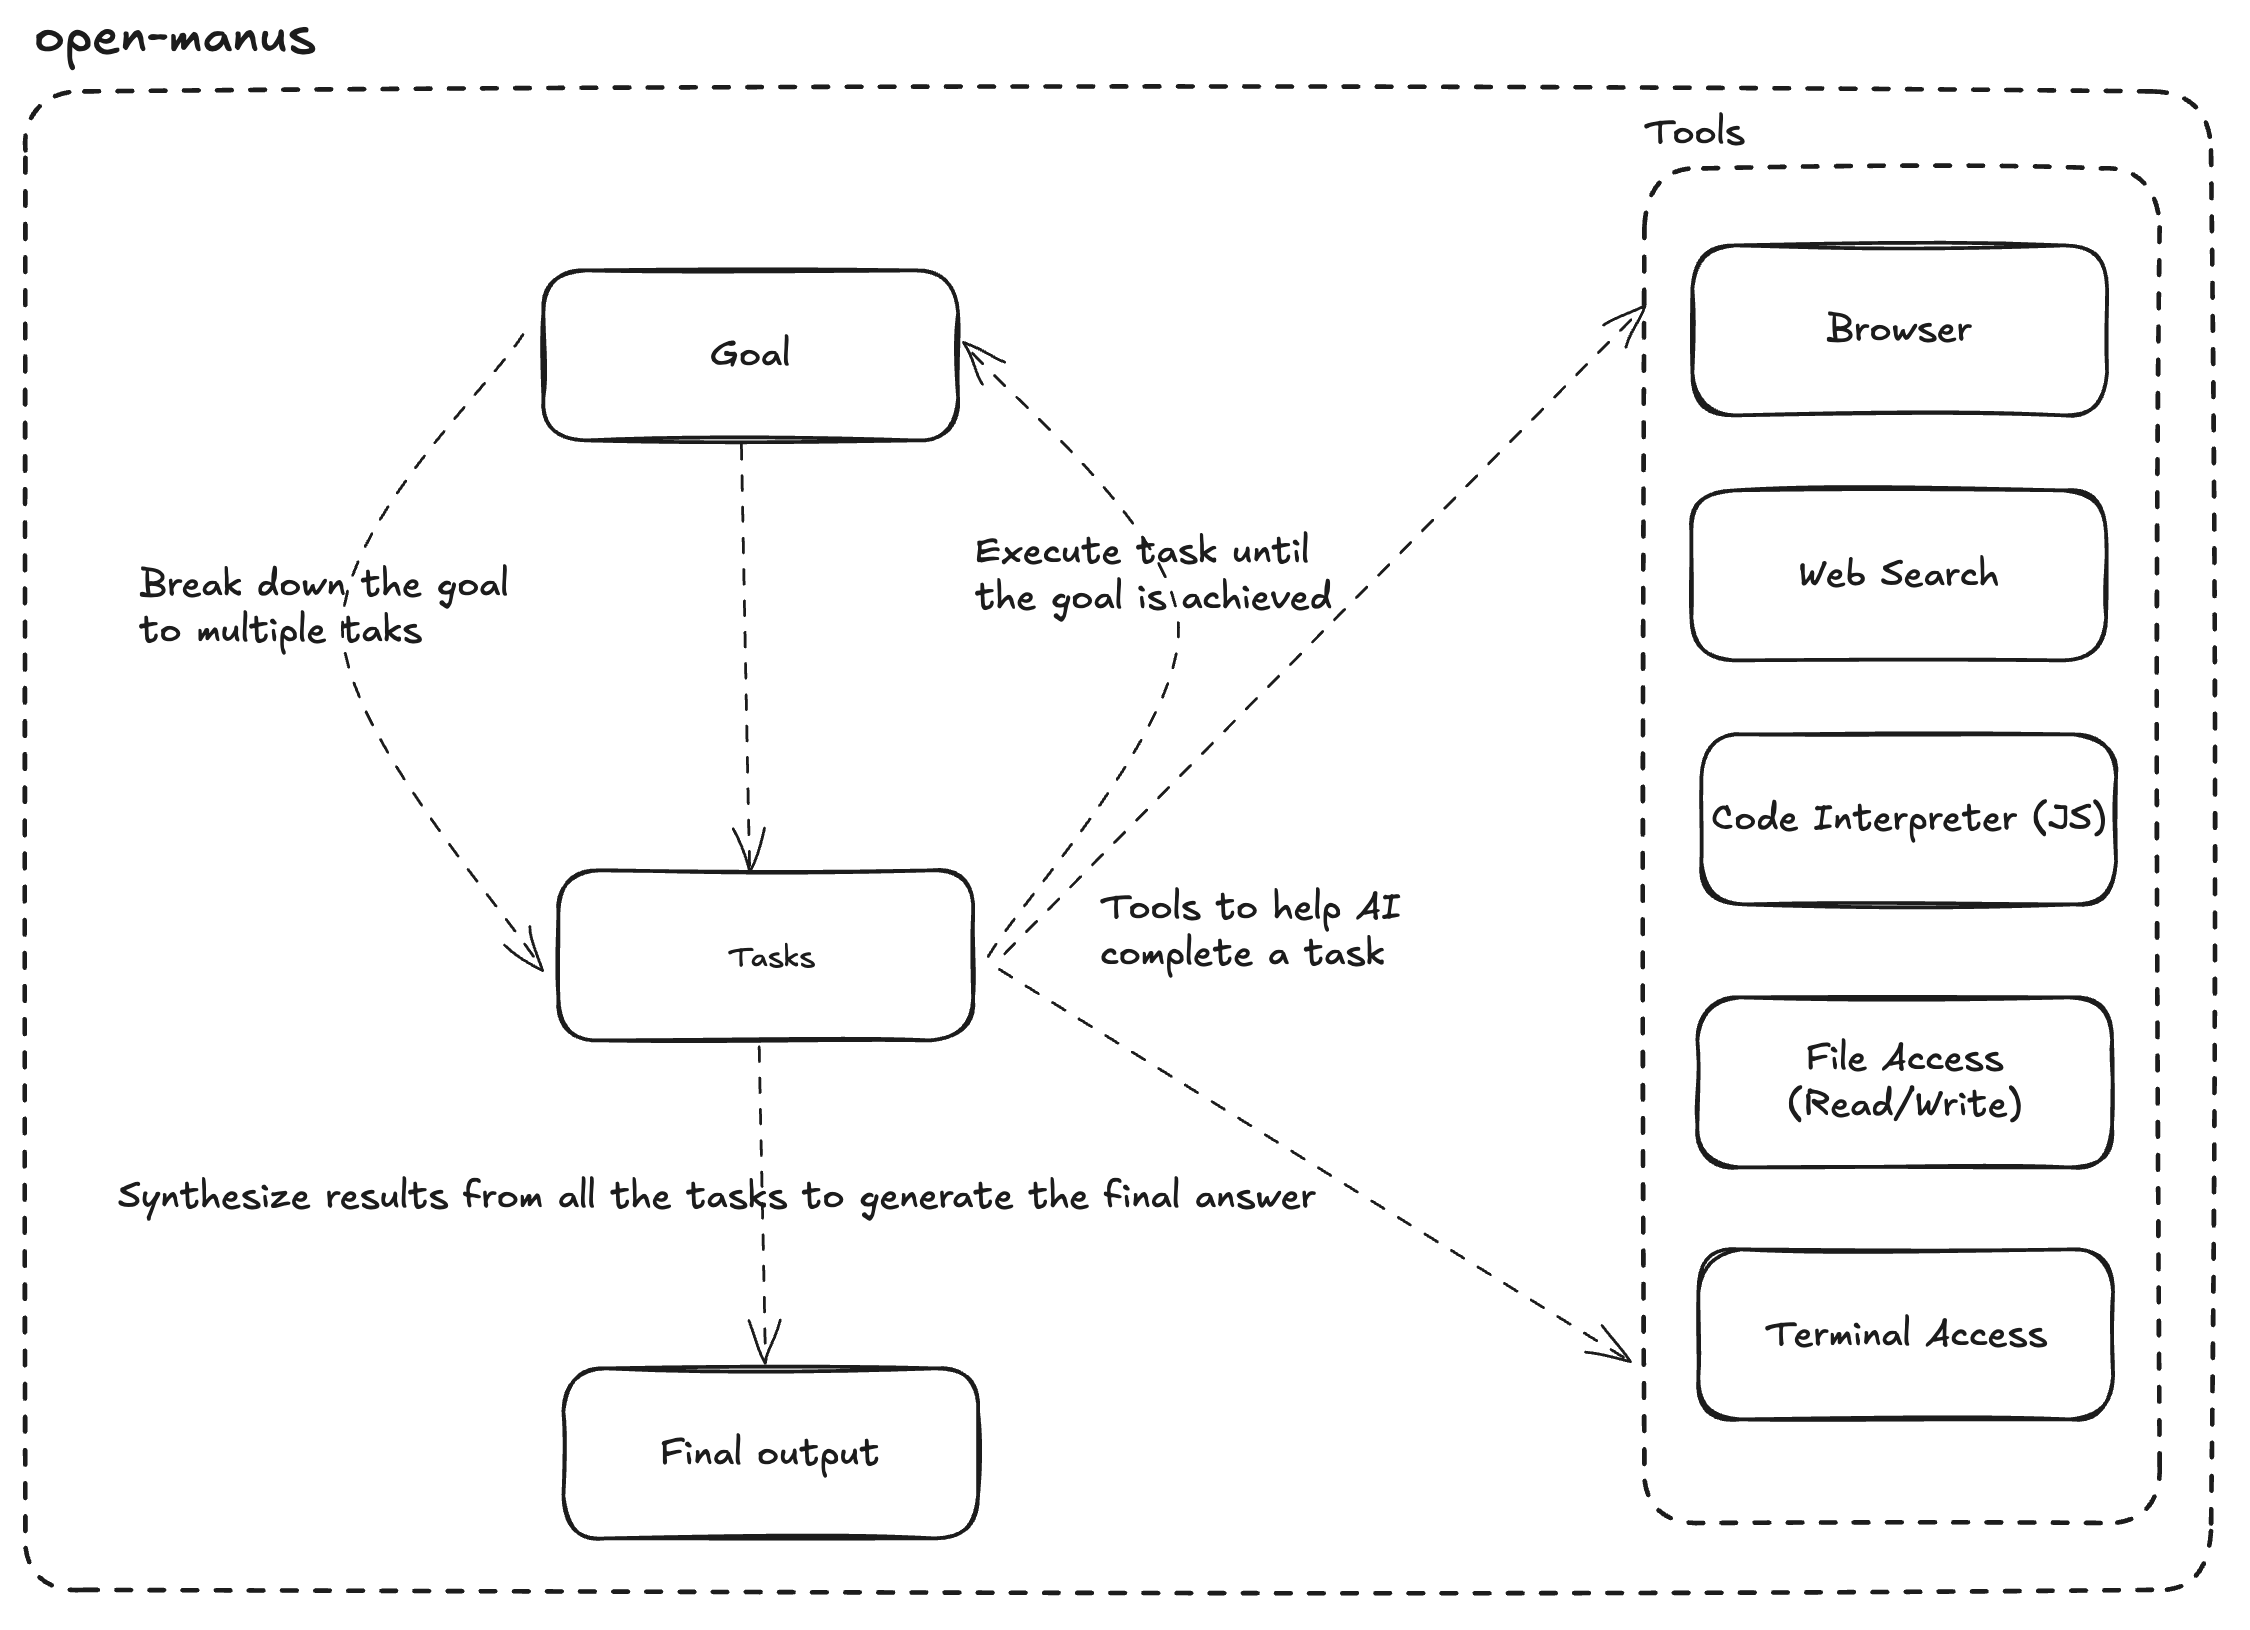 open-manus
Tools
Browser
Goal
Execute task until
the goal is achieved
Break down the goal
to multiple taks
Web Search
Code Interpreter (JS)
Tools to help AI
complete a task
Tasks
File Access
(Read/Write)
Synthesize results from all the tasks to generate the final answer
Terminal Access
Final output